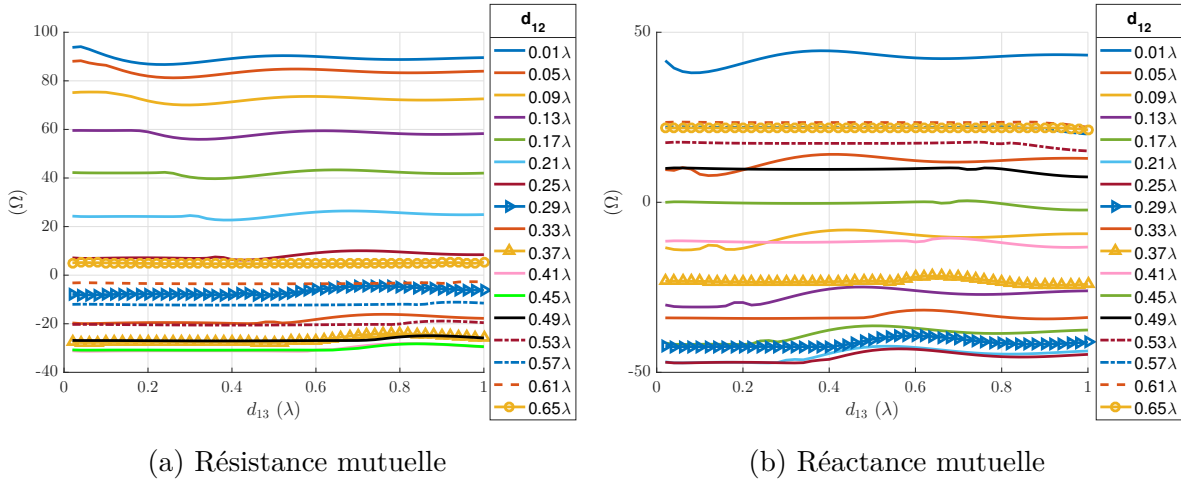 d12
0.01λ
0.05λ
0.09λ
0.13λ
0.17λ
0.21λ
0.25λ
0.29λ
0.33λ
0.37λ
0.41λ
0.45λ
0.49λ
0.53λ
0.57λ
0.61λ
0.65λ
100
80
60
40
20
0
-20
-40
(Ω)
0 0.2 0.4 0.6 0.8 1
d13 (λ)
(a) Résistance mutuelle
d12
0.01λ
0.05λ
0.09λ
0.13λ
0.17λ
0.21λ
0.25λ
0.29λ
0.33λ
0.37λ
0.41λ
0.45λ
0.49λ
0.53λ
0.57λ
0.61λ
0.65λ
50
0
-50
(Ω)
0 0.2 0.4 0.6 0.8 1
d13 (λ)
(b) Réactance mutuelle